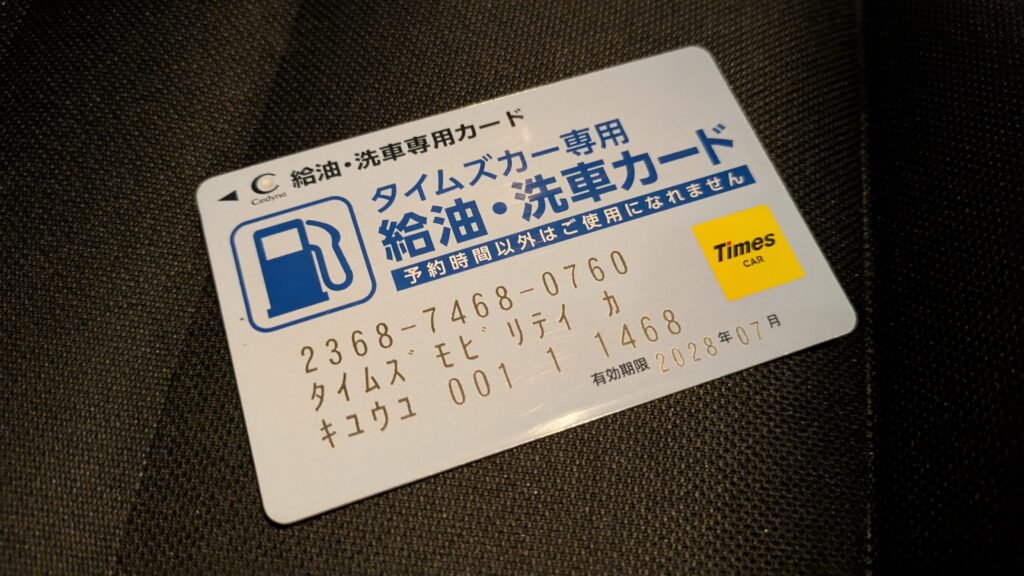 Cedyna 給油・洗車専用カード
タイムズカー専用
給油・洗車カード
予約時間以外はご使用になれません
Times
CAR
2368-7468-0760
タイムズ モビリテイ カ
キユウユ 001 1 1468
有効期限 2028年07月